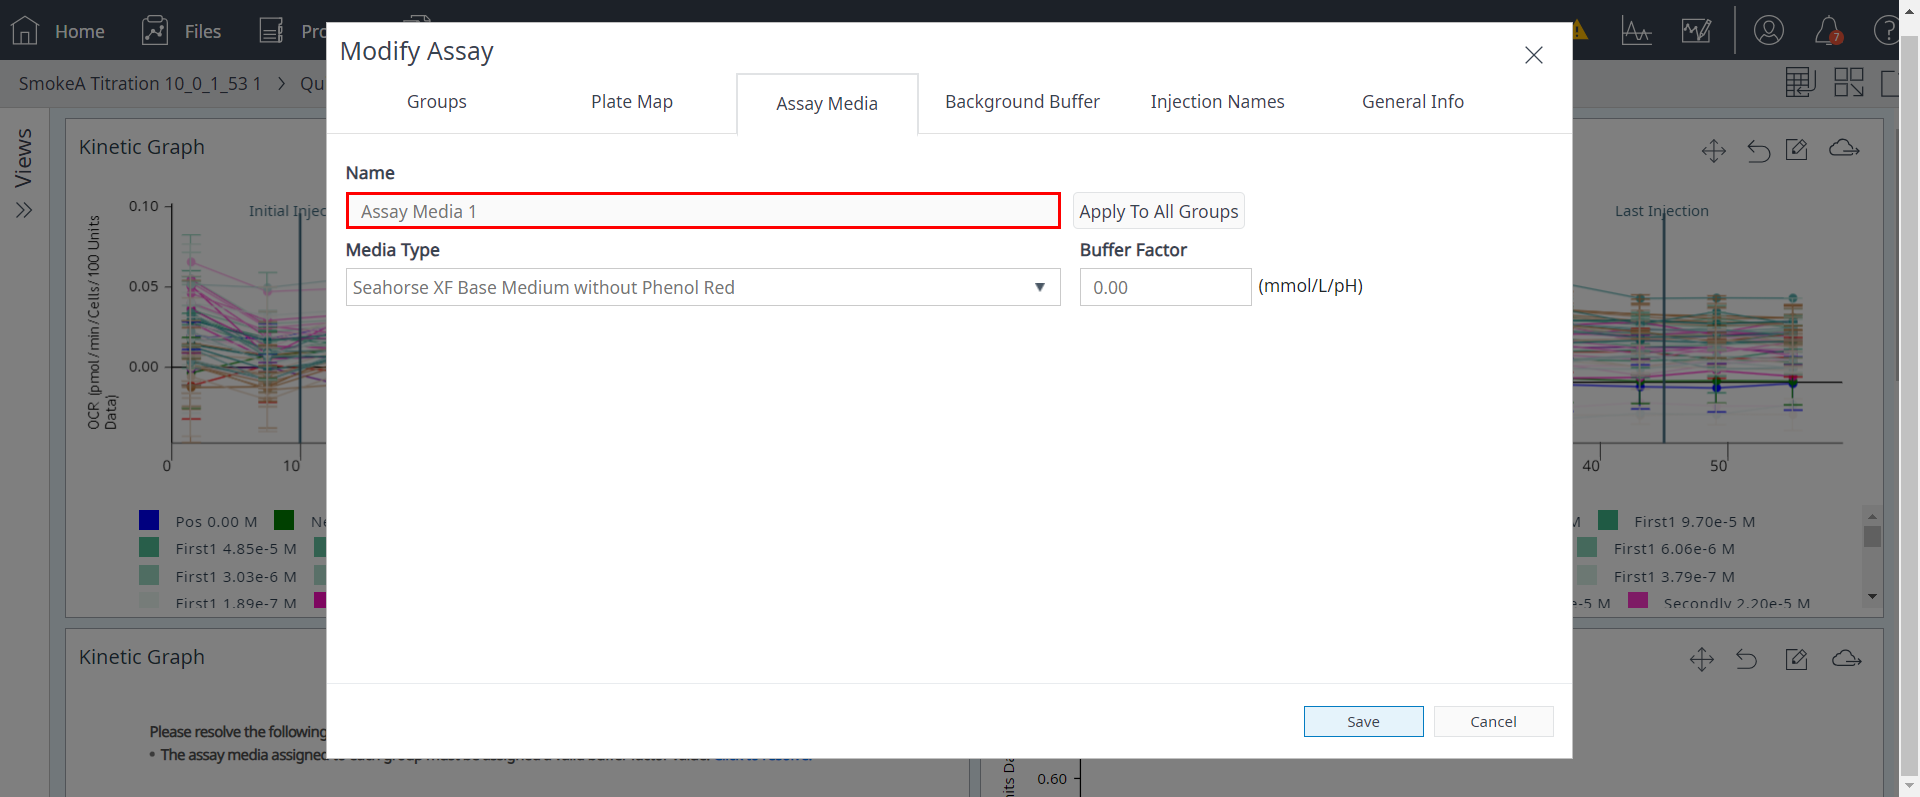 Home
Files
Modify Assay
7
SmokeA Titration 10_0_1_53 1
Groups
Plate Map
Assay Media
Background Buffer
Injection Names
General Info
Views
Kinetic Graph
Name
Assay Media 1
Apply To All Groups
Media Type
Buffer Factor
Seahorse XF Base Medium without Phenol Red
0.00
(mmol/L/pH)
OCR (pmol/min/Cells/100 Units
Data)
0.10
0.05
0.00
Initial
Last Injection
0
10
40
50
Pos 0.00 M
First1 4.85e-5 M
First1 3.03e-6 M
First1 1.89e-7 M
First1 9.70e-5 M
First1 6.06e-6 M
First1 3.79e-7 M
e-5 M
Secondly 2.20e-5 M
Kinetic Graph
Please resolve the following
• The assay media assigned
Save
Cancel
0.60